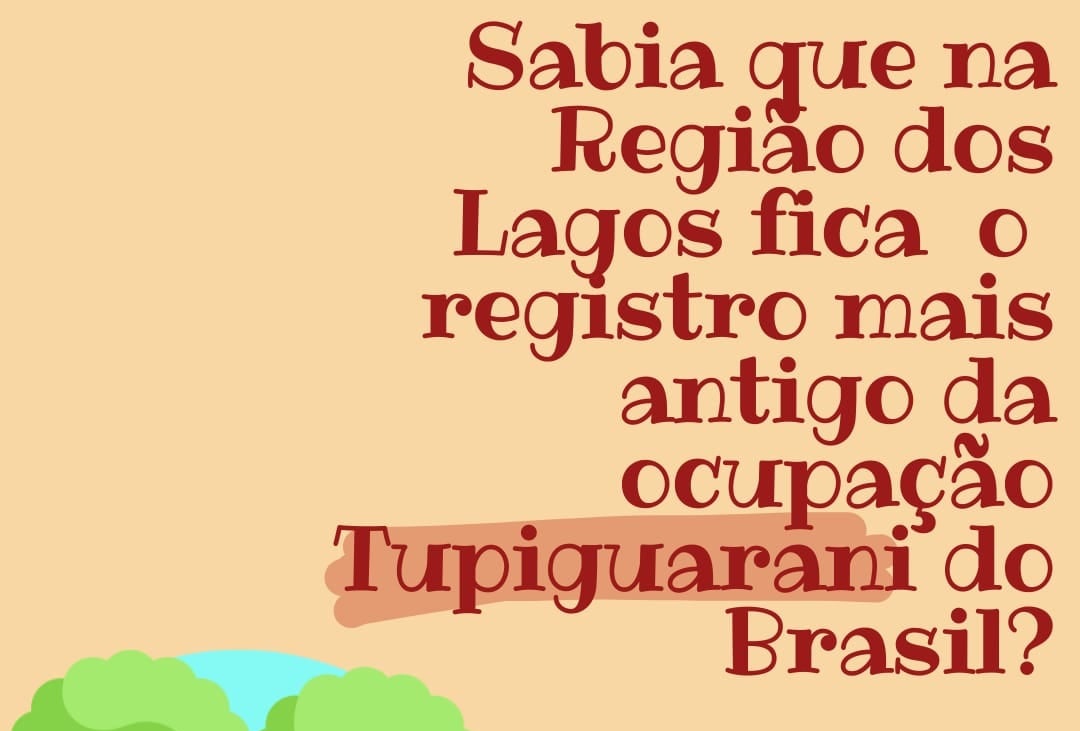 Sabia que na
Região dos
Lagos fica o
registro mais
antigo da
ocupação
Tupiguarani do
Brasil?